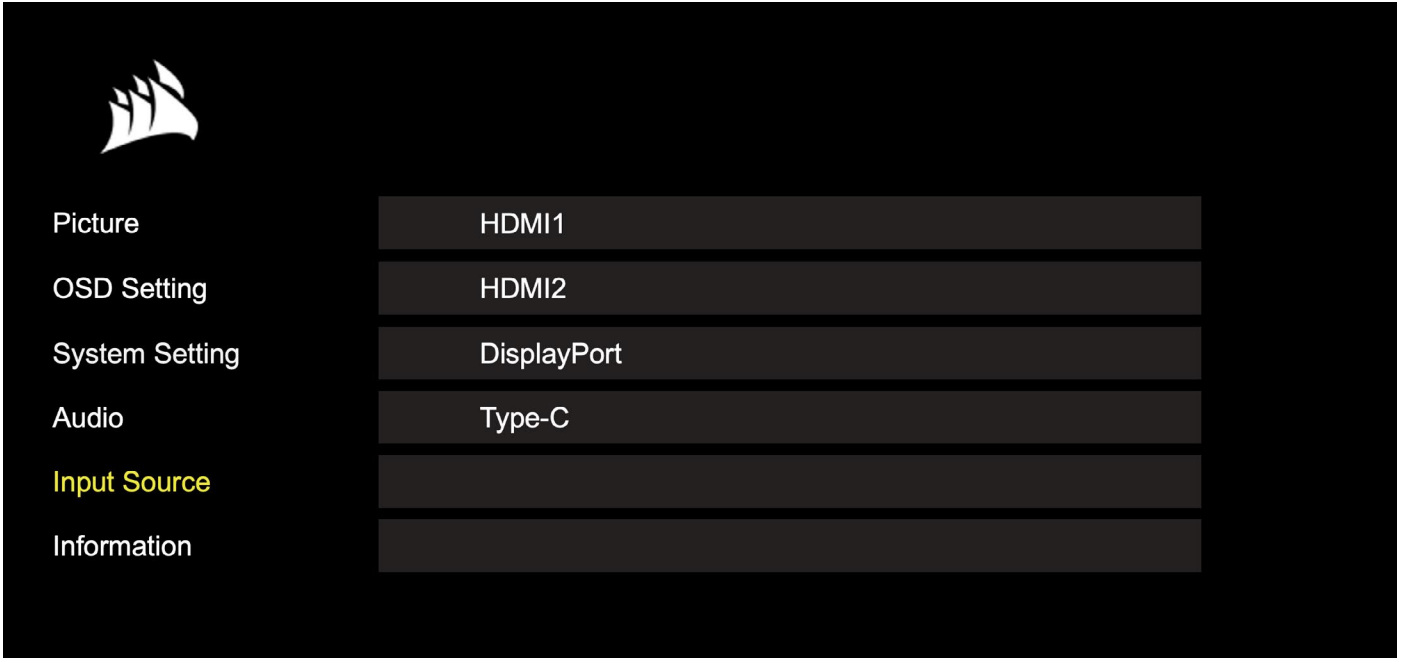 Picture
HDMI1
OSD Setting
HDMI2
System Setting
DisplayPort
Audio
Type-C
Input Source
Information